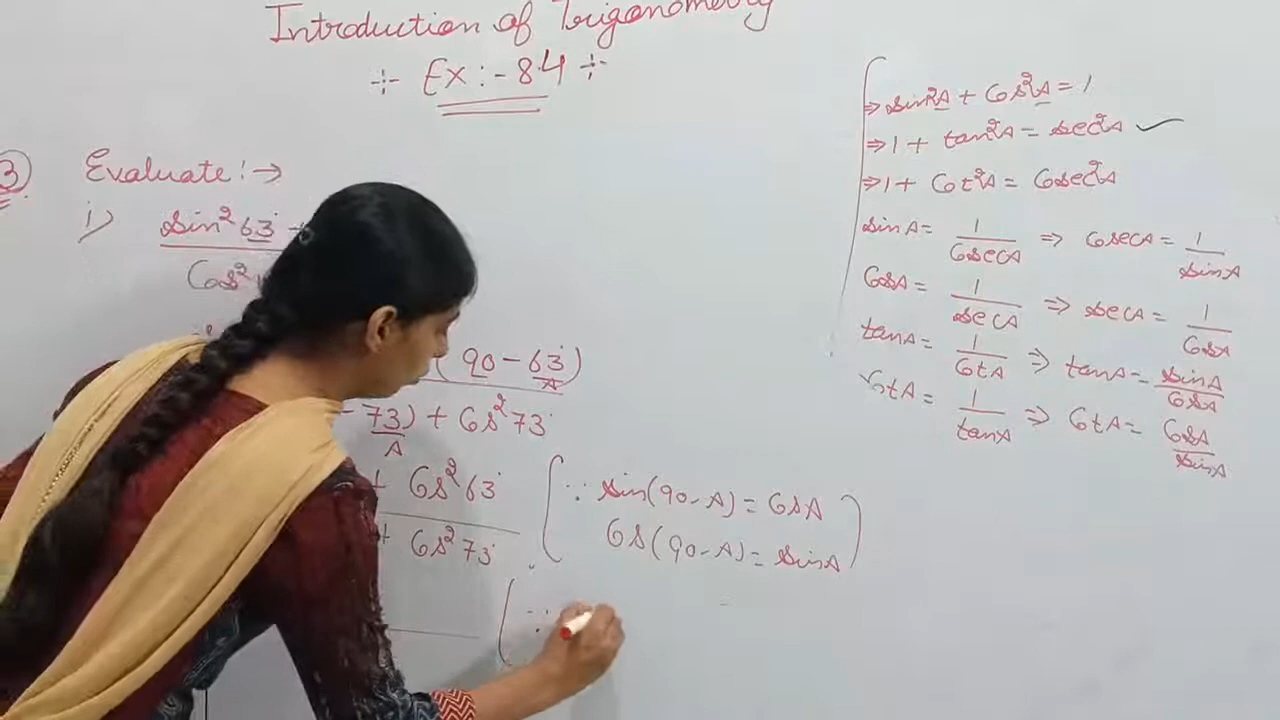 Introduction of Trigonometry
Ex :- 8.4
3
Evaluate :→
i) sin² 63 +
Cos² 1
(90 - 63)
A
- 73) + Cos² 73
A
+ Cos² 63
+ Cos² 73
(∵ sin(90-A) = CosA
Cos(90-A) = sinA)
(∵
⇒ sin²A + Cos²A = 1
⇒ 1 + tan²A = sec²A ✓
⇒ 1 + Cot²A = Cosec²A
sinA = 1/CosecA ⇒ CosecA = 1/sinA
CosA = 1/secA ⇒ secA = 1/CosA
tanA = 1/CotA ⇒ tanA = sinA/CosA
CotA = 1/tanA ⇒ CotA = CosA/sinA